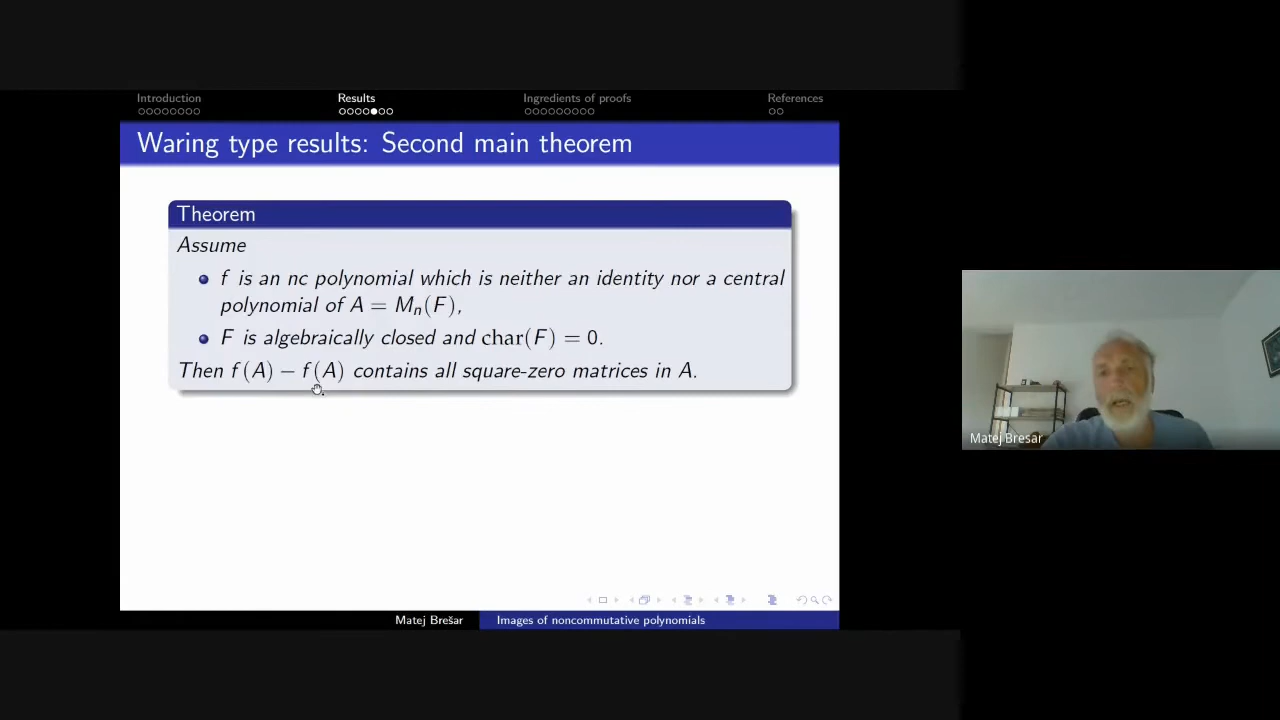 Introduction
Results
Ingredients of proofs
References
Waring type results: Second main theorem
Theorem
Assume
f is an nc polynomial which is neither an identity nor a central
polynomial of A = Mₙ(F),
F is algebraically closed and char(F) = 0.
Then f(A) − f(A) contains all square-zero matrices in A.
Matej Bresar
Matej Brešar
Images of noncommutative polynomials